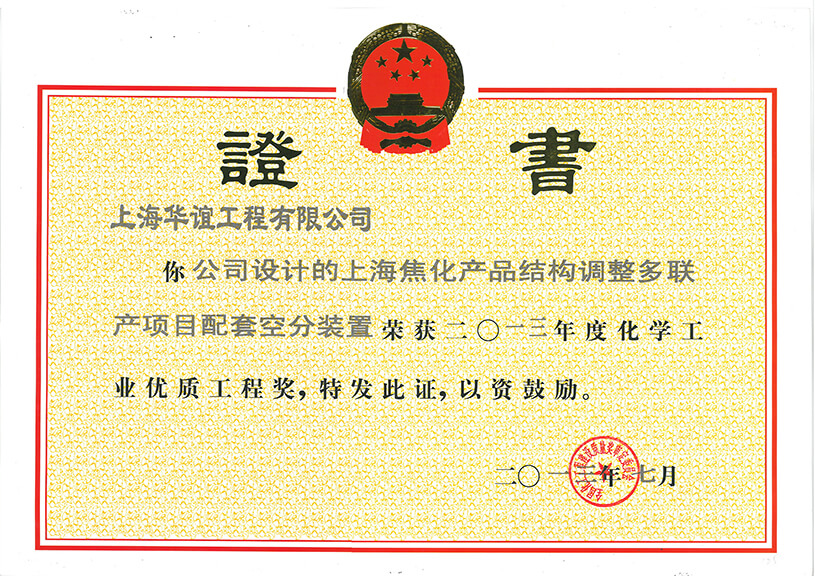 證 書
上海华谊工程有限公司
你公司设计的上海焦化产品结构调整多联
产项目配套空分装置荣获二〇一三年度化学工
业优质工程奖，特发此证，以资鼓励。
二〇一三年七月